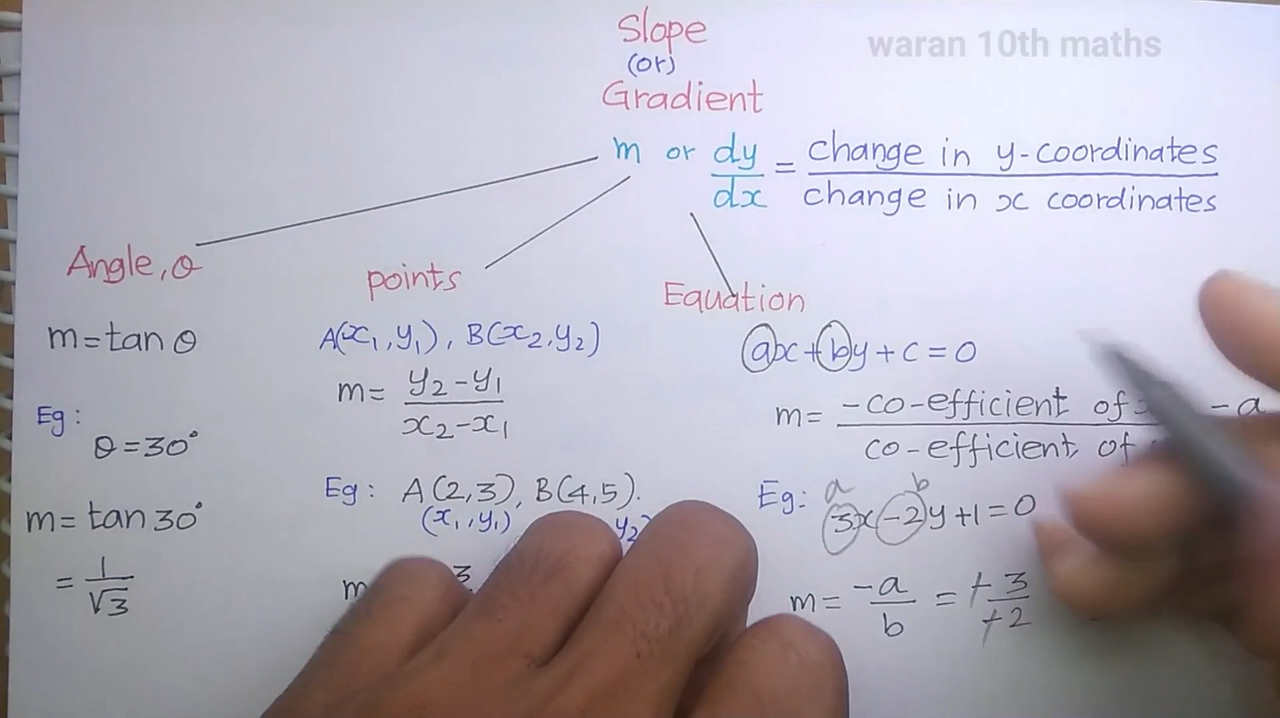 Slope
waran 10th maths
(or)
Gradient
m or dy/dx = change in y-coordinates / change in x coordinates
Angle, θ
m = tan θ
Eg :
θ = 30°
m = tan 30°
= 1/√3
points
A(x₁, y₁), B(x₂, y₂)
m = y₂ - y₁ / x₂ - x₁
Eg : A(2,3), B(4,5).
(x₁, y₁) y₂)
m 3
Equation
ax + by + c = 0
m = -co-efficient of -a
co-efficient of
a b
Eg: 3x - 2y + 1 = 0
m = -a/b = +3/+2